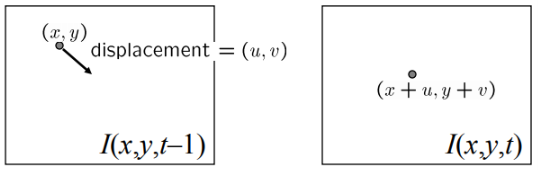 (x, y)
displacement = (u, v)
I(x,y,t–1)
(x + u, y + v)
I(x,y,t)